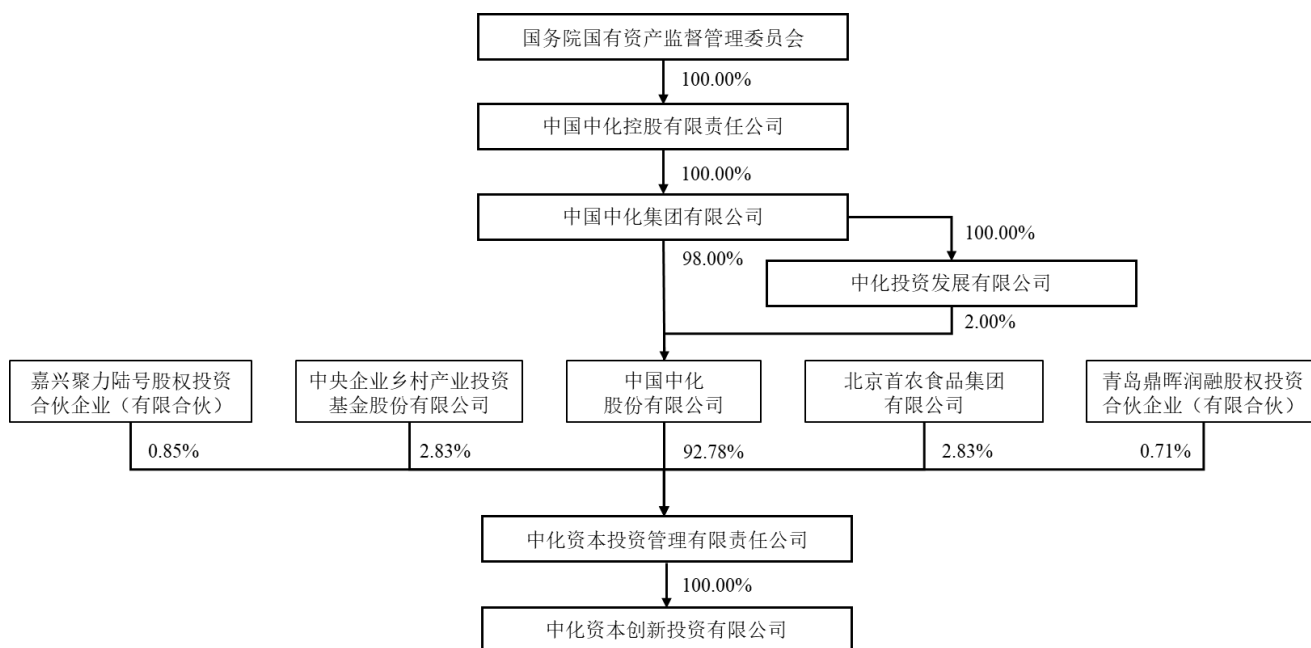 国务院国有资产监督管理委员会
100.00%
中国中化控股有限责任公司
100.00%
中国中化集团有限公司
100.00%
98.00%
中化投资发展有限公司
2.00%
嘉兴聚力陆号股权投资
合伙企业（有限合伙）
中央企业乡村产业投资
基金股份有限公司
中国中化
股份有限公司
北京首农食品集团
有限公司
青岛鼎晖润融股权投资
合伙企业（有限合伙）
0.85%
2.83%
92.78%
2.83%
0.71%
中化资本投资管理有限责任公司
100.00%
中化资本创新投资有限公司